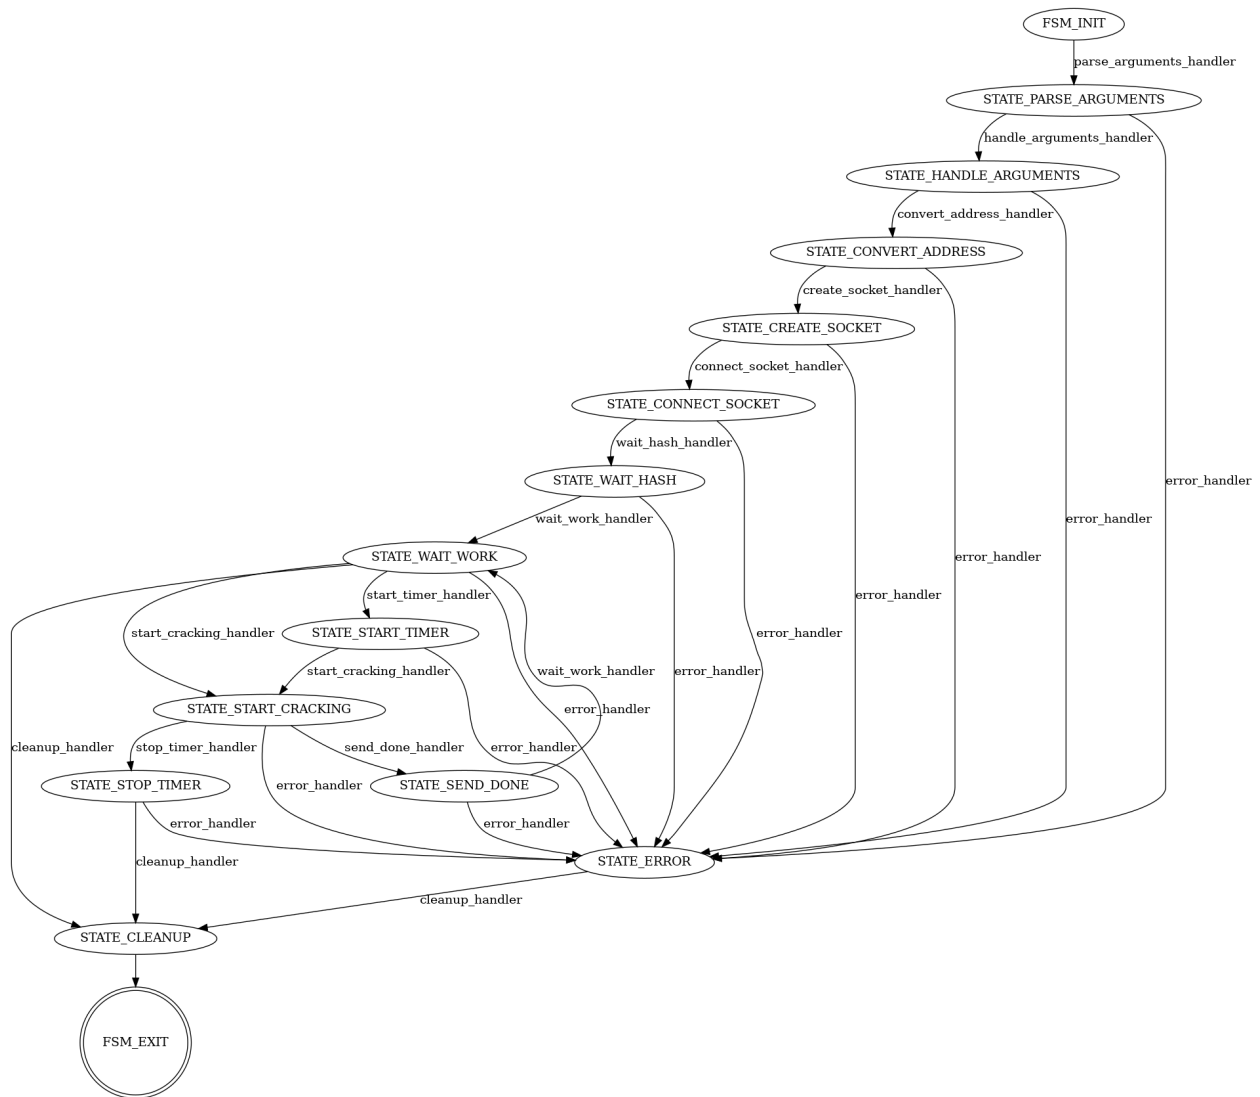 FSM_INIT
parse_arguments_handler
STATE_PARSE_ARGUMENTS
handle_arguments_handler
STATE_HANDLE_ARGUMENTS
convert_address_handler
STATE_CONVERT_ADDRESS
create_socket_handler
STATE_CREATE_SOCKET
connect_socket_handler
STATE_CONNECT_SOCKET
wait_hash_handler
STATE_WAIT_HASH
error_handler
wait_work_handler
error_handler
STATE_WAIT_WORK
error_handler
start_timer_handler
error_handler
start_cracking_handler
STATE_START_TIMER
error_handler
start_cracking_handler
wait_work_handler
error_handler
STATE_START_CRACKING
error_handler
cleanup_handler
stop_timer_handler
send_done_handler
error_handler
STATE_STOP_TIMER
error_handler
STATE_SEND_DONE
error_handler
error_handler
cleanup_handler
STATE_ERROR
cleanup_handler
STATE_CLEANUP
FSM_EXIT